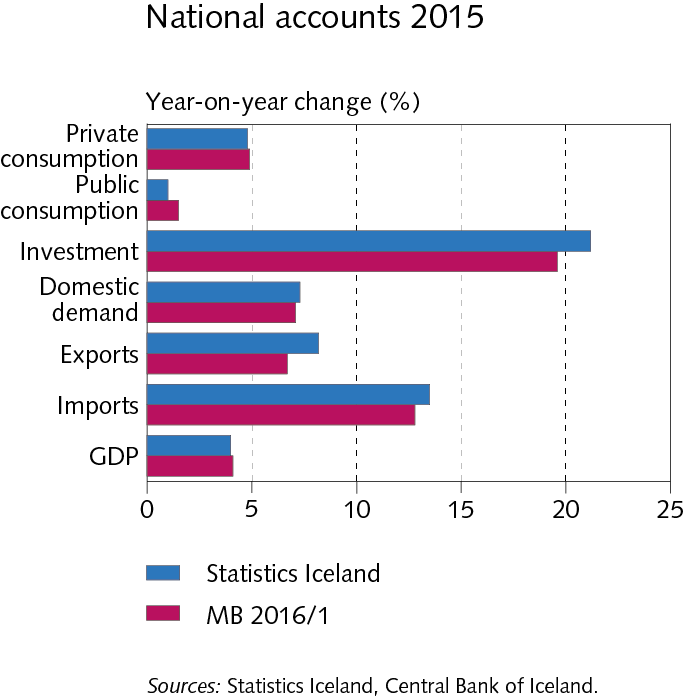 National accounts 2015
Year-on-year change (%)
Private
consumption
Public
consumption
Investment
Domestic
demand
Exports
Imports
GDP
0 5 10 15 20 25
Statistics Iceland
MB 2016/1
Sources: Statistics Iceland, Central Bank of Iceland.